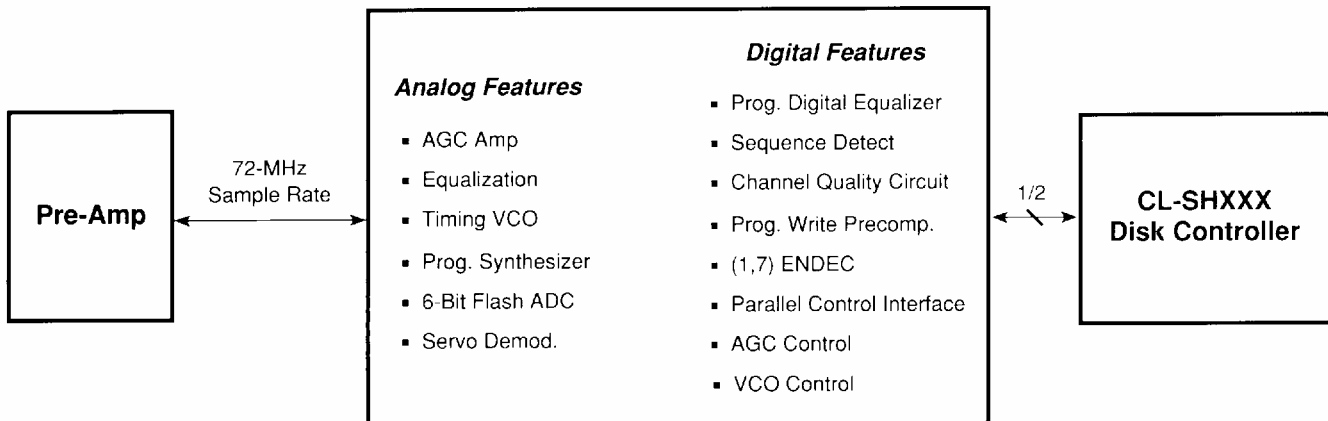 Pre-Amp
72-MHz
Sample Rate
Analog Features
▪ AGC Amp
▪ Equalization
▪ Timing VCO
▪ Prog. Synthesizer
▪ 6-Bit Flash ADC
▪ Servo Demod.
Digital Features
▪ Prog. Digital Equalizer
▪ Sequence Detect
▪ Channel Quality Circuit
▪ Prog. Write Precomp.
▪ (1,7) ENDEC
▪ Parallel Control Interface
▪ AGC Control
▪ VCO Control
1/2
CL-SHXXX
Disk Controller